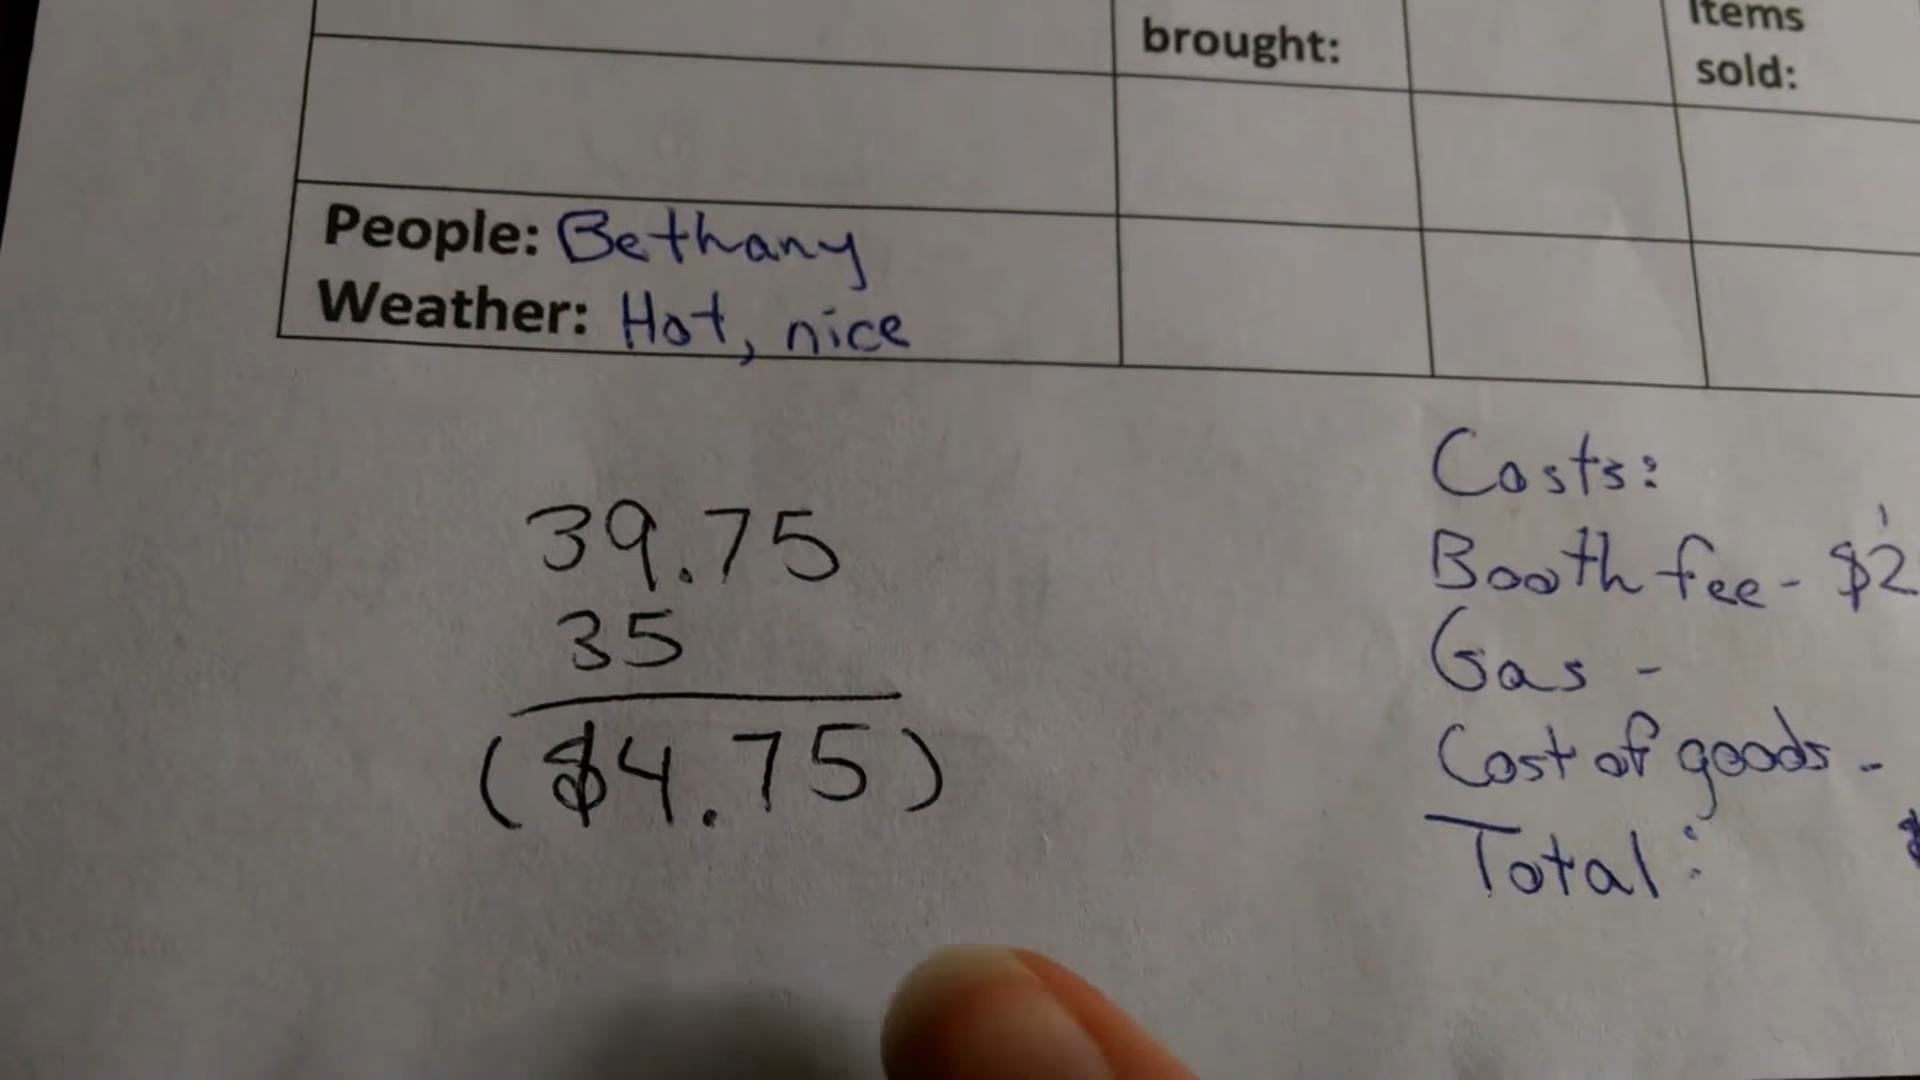 brought:
Items
sold:
People: Bethany
Weather: Hot, nice
39.75
35
($4.75)
Costs:
Booth fee - $2
Gas -
Cost of goods -
Total: